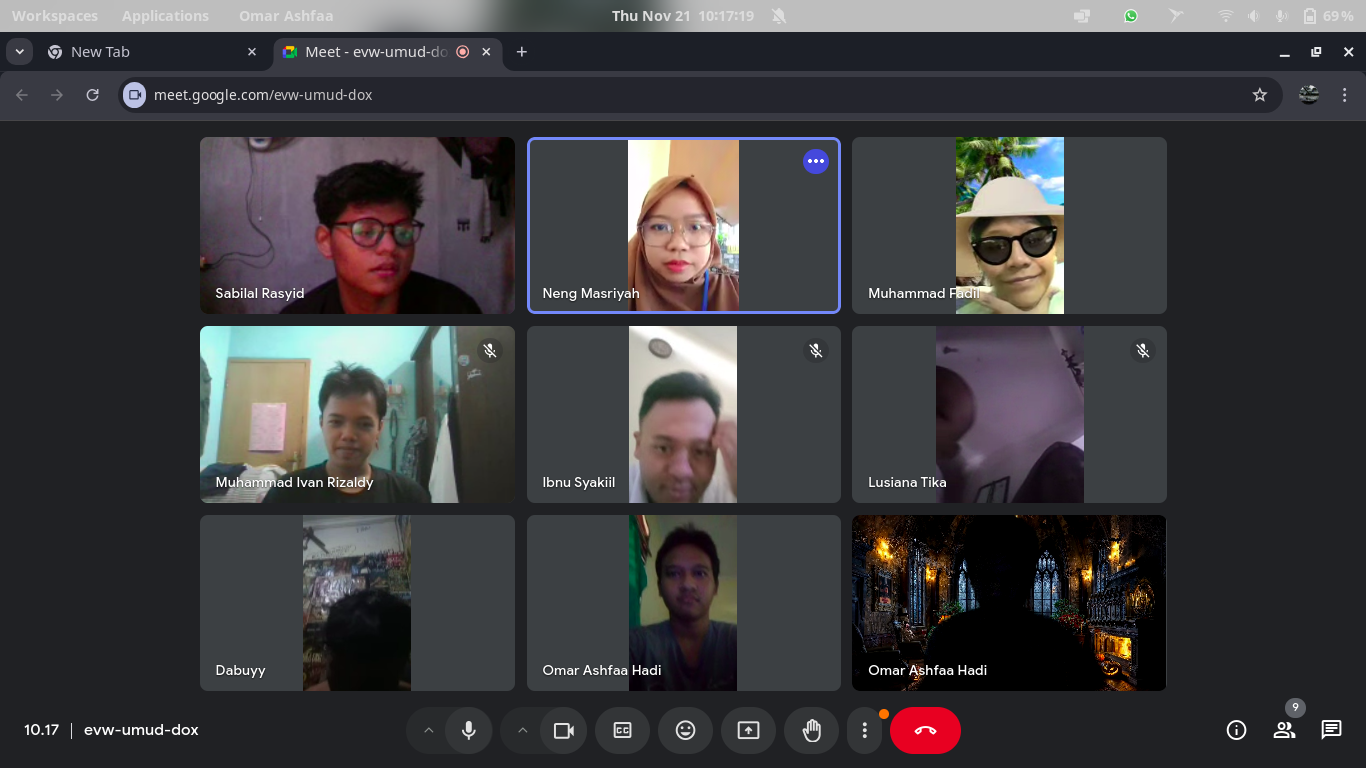 Workspaces Applications Omar Ashfaa Thu Nov 21 10:17:19 69%
New Tab Meet - evw-umud-do
meet.google.com/evw-umud-dox
Sabilal Rasyid Neng Masriyah Muhammad Fadil
Muhammad Ivan Rizaldy Ibnu Syakiil Lusiana Tika
Dabuyy Omar Ashfaa Hadi Omar Ashfaa Hadi
10.17 | evw-umud-dox CC 9